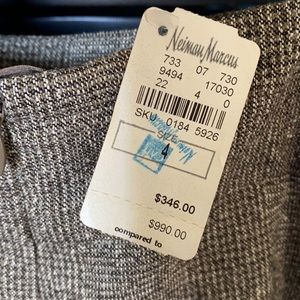 Neiman Marcus
733 07 730
9494 17030
22 4 0
SKU 0184 5926
SIZE
4
$346.00
$990.00
compared to